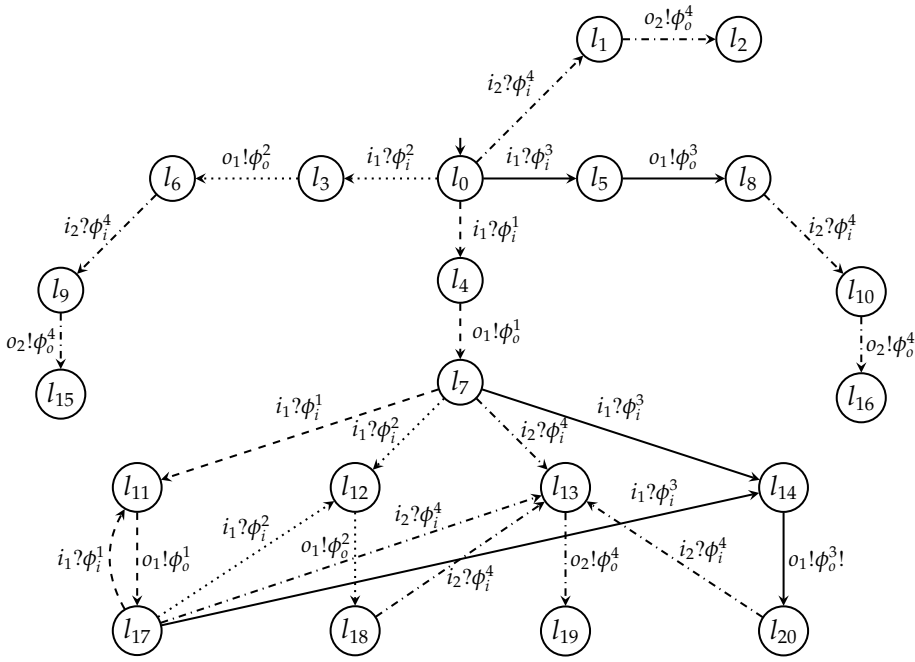 l₁ o₂!ϕₒ⁴ l₂
i₂?ϕᵢ⁴
l₆ o₁!ϕₒ² l₃ i₁?ϕᵢ² l₀ i₁?ϕᵢ³ l₅ o₁!ϕₒ³ l₈
i₂?ϕᵢ⁴ i₁?ϕᵢ¹ i₂?ϕᵢ⁴
l₉ l₄ l₁₀
o₂!ϕₒ⁴ o₁!ϕₒ¹ o₂!ϕₒ⁴
l₁₅ l₇ l₁₆
i₁?ϕᵢ¹ i₁?ϕᵢ² i₂?ϕᵢ⁴ i₁?ϕᵢ³
l₁₁ l₁₂ l₁₃ i₁?ϕᵢ³ l₁₄
i₁?ϕᵢ¹ o₁!ϕₒ¹ i₁?ϕᵢ² o₁!ϕₒ² i₂?ϕᵢ⁴ i₂?ϕᵢ⁴ o₂!ϕₒ⁴ i₂?ϕᵢ⁴ o₁!ϕₒ³!
l₁₇ l₁₈ l₁₉ l₂₀